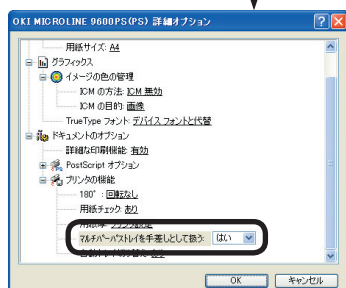 OKI MICROLINE 9600PS(PS) 詳細オプション
用紙サイズ: A4
グラフィックス
イメージの色の管理
ICM の方法: ICM 無効
ICM の目的: 画像
TrueType フォント: デバイス フォントと代替
ドキュメントのオプション
詳細な印刷機能: 有効
PostScript オプション
プリンタの機能
180° : 回転なし
用紙チェック: あり
マルチパーパストレイを手差しとして扱う: はい
OK キャンセル